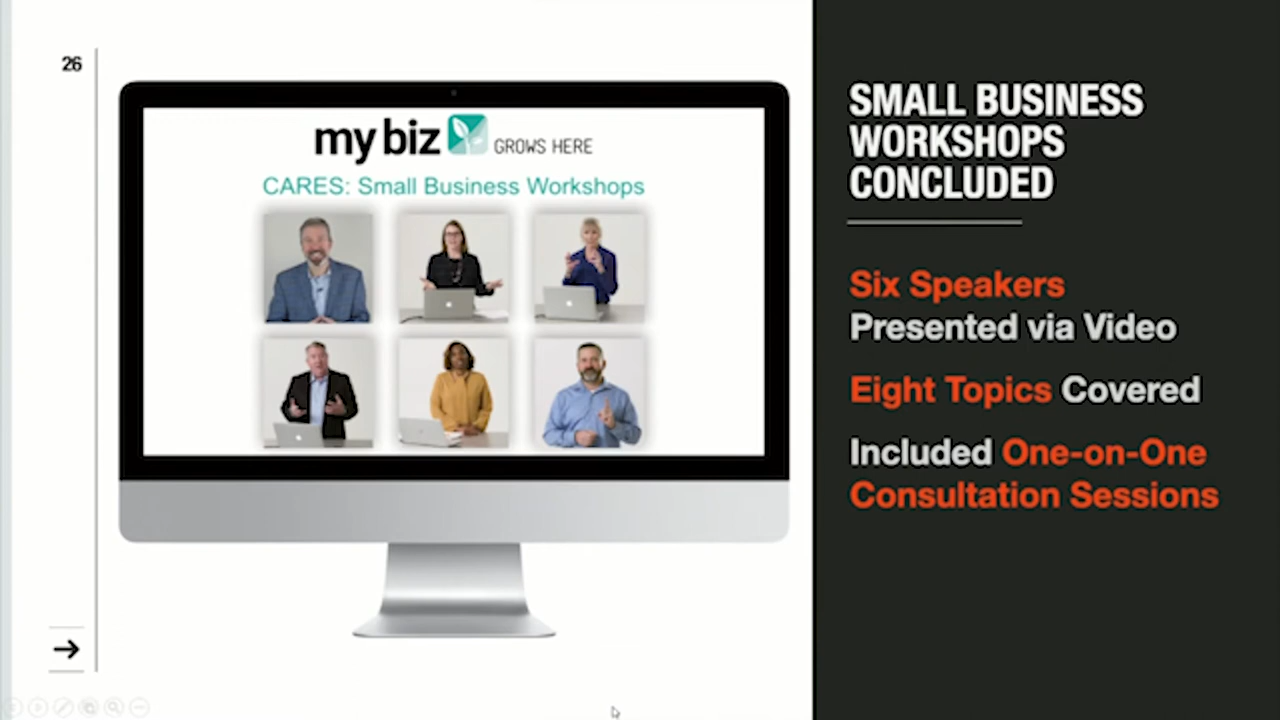 26
my biz GROWS HERE
CARES: Small Business Workshops
SMALL BUSINESS
WORKSHOPS
CONCLUDED
Six Speakers
Presented via Video
Eight Topics Covered
Included One-on-One
Consultation Sessions